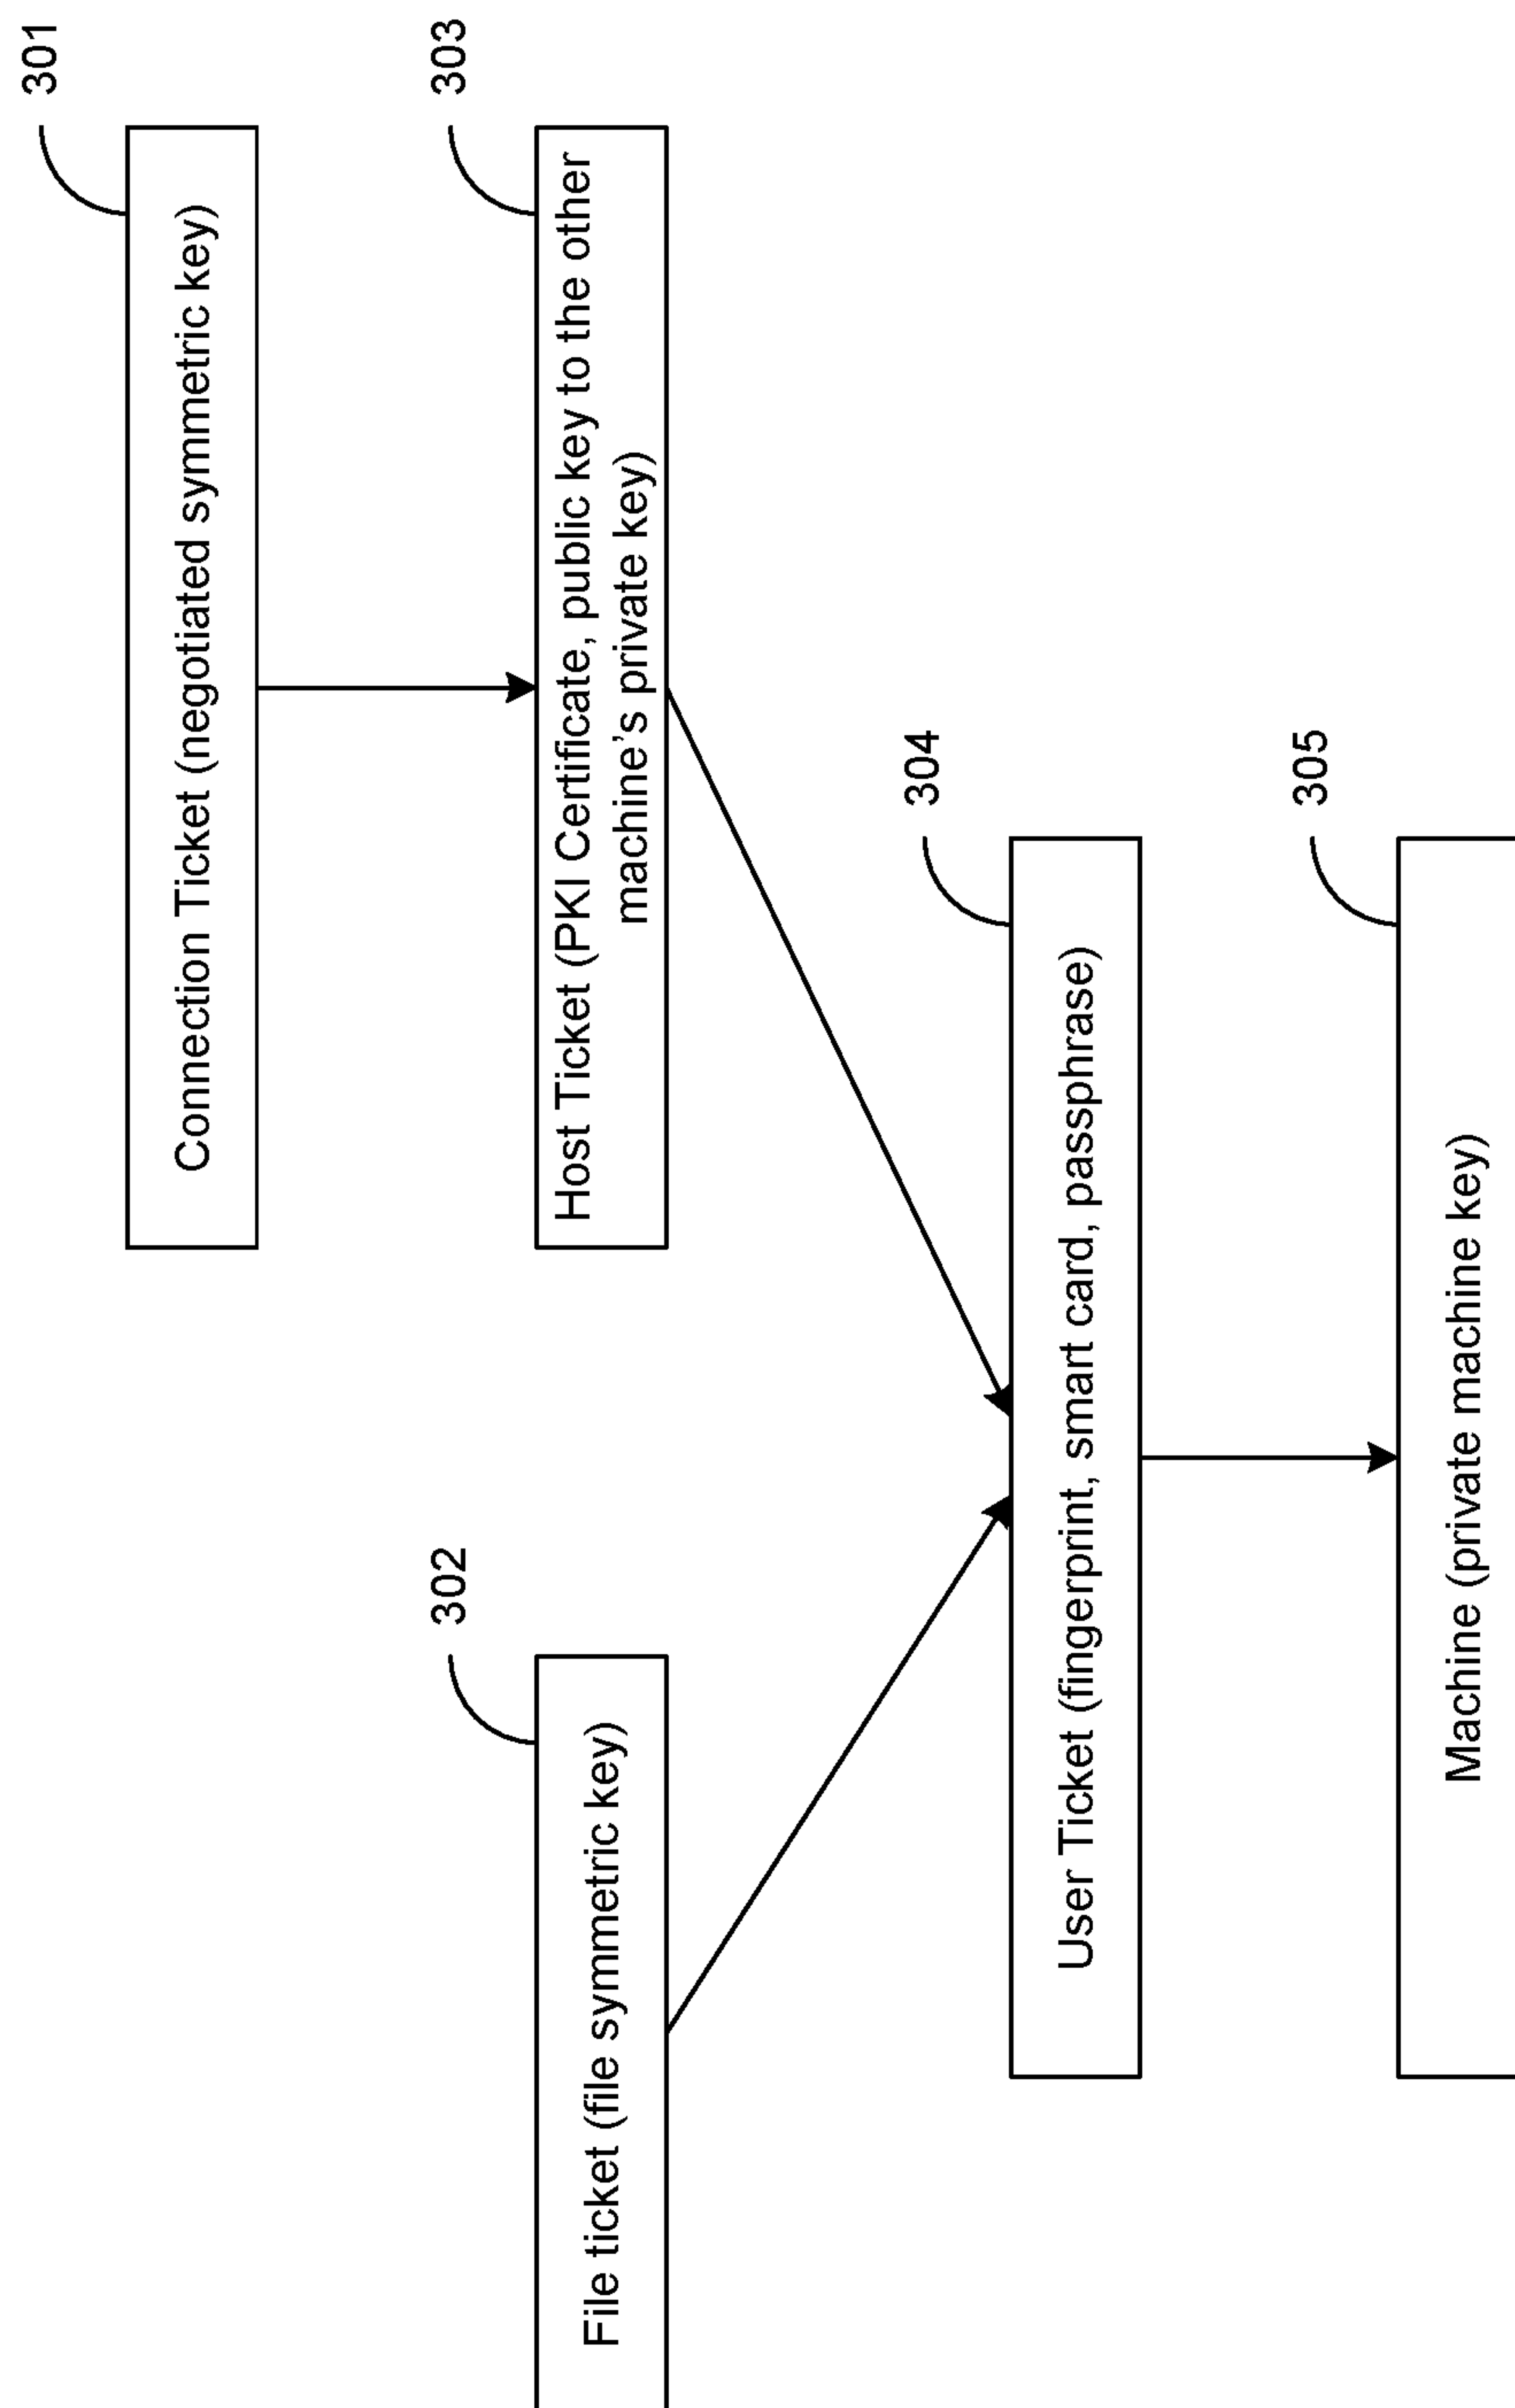 301
Connection Ticket (negotiated symmetric key)
302
File ticket (file symmetric key)
303
Host Ticket (PKI Certificate, public key to the other
machine’s private key)
304
User Ticket (fingerprint, smart card, passphrase)
305
Machine (private machine key)